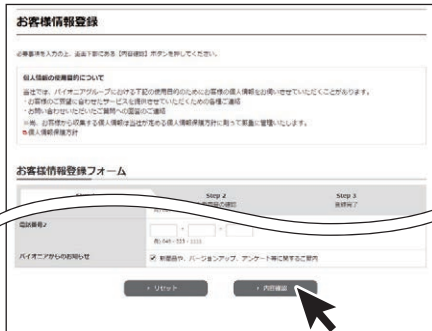 お客様情報登録
必要事項を入力の上、画面下部にある［内容確認］ボタンを押してください。
個人情報の使用目的について
当社では、パイオニアグループにおける下記の使用目的のためにお客様の個人情報をお伺いさせていただくことがあります。
・お客様のご要望に合わせたサービスを提供させていただくための各種ご連絡
・お問い合わせいただいたご質問への回答のご連絡
※尚、お客様から収集する個人情報は当社が定める個人情報保護方針に則って厳重に管理いたします。
個人情報保護方針
お客様情報登録フォーム
Step 2
Step 3
登録完了
電話番号2
例) 045 - 333 - 1111
パイオニアからのお知らせ
新商品や、バージョンアップ、アンケート等に関するご案内
リセット
内容確認